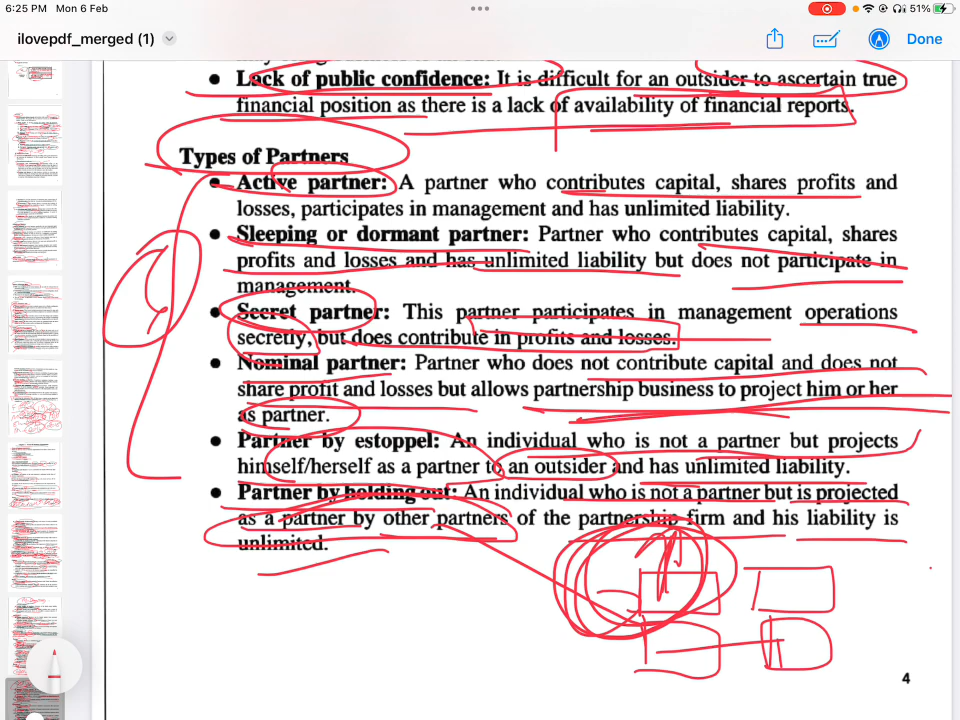 6:25 PM Mon 6 Feb
51%
ilovepdf_merged (1)
Done
• Lack of public confidence: It is difficult for an outsider to ascertain true
financial position as there is a lack of availability of financial reports.
Types of Partners
• Active partner: A partner who contributes capital, shares profits and
losses, participates in management and has unlimited liability.
• Sleeping or dormant partner: Partner who contributes capital, shares
profits and losses and has unlimited liability but does not participate in
management.
• Secret partner: This partner participates in management operations
secretly, but does contribute in profits and losses.
• Nominal partner: Partner who does not contribute capital and does not
share profit and losses but allows partnership business to project him or her
as partner.
• Partner by estoppel: An individual who is not a partner but projects
himself/herself as a partner to an outsider and has unlimited liability.
• Partner by holding out: An individual who is not a partner but is projected
as a partner by other partners of the partnership firm and his liability is
unlimited.
4